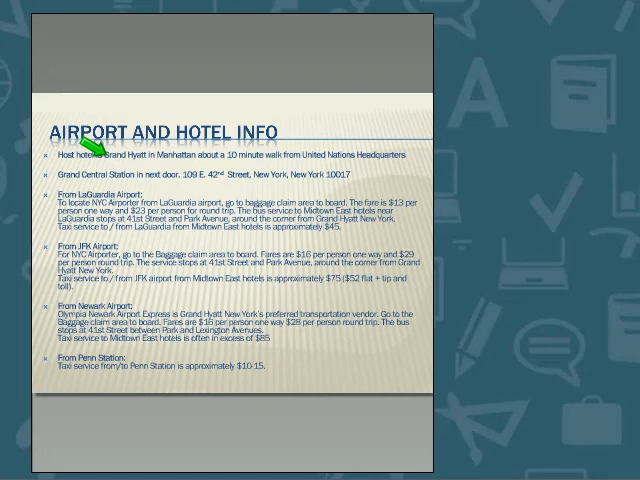 AIRPORT AND HOTEL INFO
Host hotel is Grand Hyatt in Manhattan about a 10 minute walk from United Nations Headquarters
Grand Central Station in next door. 109 E. 42nd Street, New York, New York 10017
From LaGuardia Airport:
To locate NYC Airporter from LaGuardia airport, go to baggage claim area to board. The fare is $13 per
person one way and $23 per person for round trip. The bus service to Midtown East hotels near
LaGuardia stops at 41st Street and Park Avenue, around the corner from Grand Hyatt New York.
Taxi service to / from LaGuardia from Midtown East hotels is approximately $45.
From JFK Airport:
For NYC Airporter, go to the Baggage claim area to board. Fares are $16 per person one way and $29
per person round trip. The service stops at 41st Street and Park Avenue, around the corner from Grand
Hyatt New York.
Taxi service to / from JFK airport from Midtown East hotels is approximately $75 ($52 flat + tip and
toll).
From Newark Airport:
Olympia Newark Airport Express is Grand Hyatt New York's preferred transportation vendor. Go to the
Baggage claim area to board. Fares are $16 per person one way $28 per person round trip. The bus
stops at 41st Street between Park and Lexington Avenues.
Taxi service to Midtown East hotels is often in excess of $85
From Penn Station:
Taxi service from/to Penn Station is approximately $10-15.
A